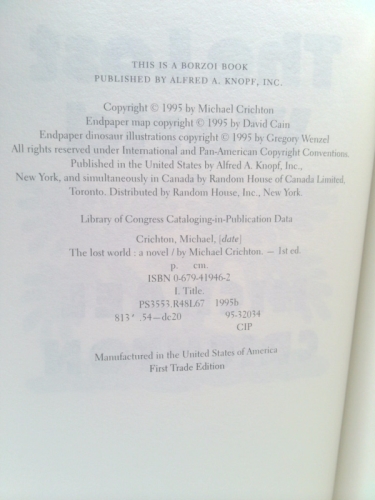 THIS IS A BORZOI BOOK
PUBLISHED BY ALFRED A. KNOPF, INC.
Copyright © 1995 by Michael Crichton
Endpaper map copyright © 1995 by David Cain
Endpaper dinosaur illustrations copyright © 1995 by Gregory Wenzel
All rights reserved under International and Pan-American Copyright Conventions.
Published in the United States by Alfred A. Knopf, Inc.,
New York, and simultaneously in Canada by Random House of Canada Limited,
Toronto. Distributed by Random House, Inc., New York.
Library of Congress Cataloging-in-Publication Data
Crichton, Michael, [date]
The lost world : a novel / by Michael Crichton. — 1st ed.
p. cm.
ISBN 0-679-41946-2
I. Title.
PS3553.R48L67 1995b
813'.54—dc20 95-32034
CIP
Manufactured in the United States of America
First Trade Edition